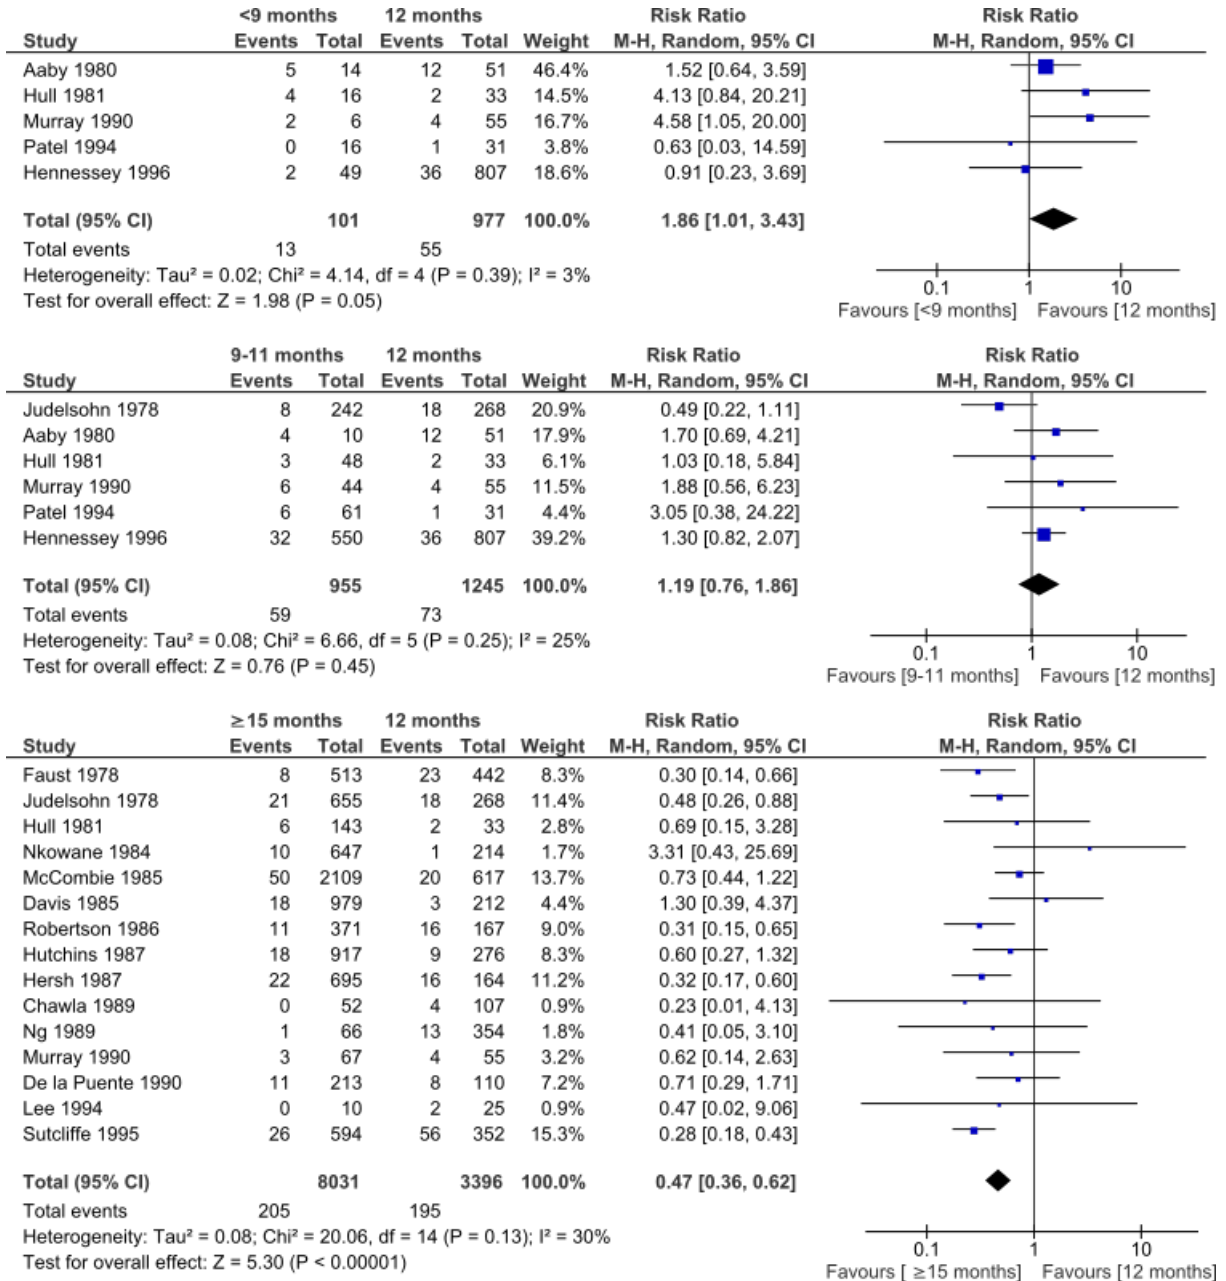 <9 months 12 months Risk Ratio Risk Ratio
Study Events Total Events Total Weight M-H, Random, 95% CI M-H, Random, 95% CI
Aaby 1980 5 14 12 51 46.4% 1.52 [0.64, 3.59]
Hull 1981 4 16 2 33 14.5% 4.13 [0.84, 20.21]
Murray 1990 2 6 4 55 16.7% 4.58 [1.05, 20.00]
Patel 1994 0 16 1 31 3.8% 0.63 [0.03, 14.59]
Hennessey 1996 2 49 36 807 18.6% 0.91 [0.23, 3.69]
Total (95% CI) 101 977 100.0% 1.86 [1.01, 3.43]
Total events 13 55
Heterogeneity: Tau² = 0.02; Chi² = 4.14, df = 4 (P = 0.39); I² = 3%
Test for overall effect: Z = 1.98 (P = 0.05)
0.1 1 10
Favours [<9 months] Favours [12 months]
9-11 months 12 months Risk Ratio Risk Ratio
Study Events Total Events Total Weight M-H, Random, 95% CI M-H, Random, 95% CI
Judelsohn 1978 8 242 18 268 20.9% 0.49 [0.22, 1.11]
Aaby 1980 4 10 12 51 17.9% 1.70 [0.69, 4.21]
Hull 1981 3 48 2 33 6.1% 1.03 [0.18, 5.84]
Murray 1990 6 44 4 55 11.5% 1.88 [0.56, 6.23]
Patel 1994 6 61 1 31 4.4% 3.05 [0.38, 24.22]
Hennessey 1996 32 550 36 807 39.2% 1.30 [0.82, 2.07]
Total (95% CI) 955 1245 100.0% 1.19 [0.76, 1.86]
Total events 59 73
Heterogeneity: Tau² = 0.08; Chi² = 6.66, df = 5 (P = 0.25); I² = 25%
Test for overall effect: Z = 0.76 (P = 0.45)
0.1 1 10
Favours [9-11 months] Favours [12 months]
≥15 months 12 months Risk Ratio Risk Ratio
Study Events Total Events Total Weight M-H, Random, 95% CI M-H, Random, 95% CI
Faust 1978 8 513 23 442 8.3% 0.30 [0.14, 0.66]
Judelsohn 1978 21 655 18 268 11.4% 0.48 [0.26, 0.88]
Hull 1981 6 143 2 33 2.8% 0.69 [0.15, 3.28]
Nkowane 1984 10 647 1 214 1.7% 3.31 [0.43, 25.69]
McCombie 1985 50 2109 20 617 13.7% 0.73 [0.44, 1.22]
Davis 1985 18 979 3 212 4.4% 1.30 [0.39, 4.37]
Robertson 1986 11 371 16 167 9.0% 0.31 [0.15, 0.65]
Hutchins 1987 18 917 9 276 8.3% 0.60 [0.27, 1.32]
Hersh 1987 22 695 16 164 11.2% 0.32 [0.17, 0.60]
Chawla 1989 0 52 4 107 0.9% 0.23 [0.01, 4.13]
Ng 1989 1 66 13 354 1.8% 0.41 [0.05, 3.10]
Murray 1990 3 67 4 55 3.2% 0.62 [0.14, 2.63]
De la Puente 1990 11 213 8 110 7.2% 0.71 [0.29, 1.71]
Lee 1994 0 10 2 25 0.9% 0.47 [0.02, 9.06]
Sutcliffe 1995 26 594 56 352 15.3% 0.28 [0.18, 0.43]
Total (95% CI) 8031 3396 100.0% 0.47 [0.36, 0.62]
Total events 205 195
Heterogeneity: Tau² = 0.08; Chi² = 20.06, df = 14 (P = 0.13); I² = 30%
Test for overall effect: Z = 5.30 (P < 0.00001)
0.1 1 10
Favours [ ≥15 months] Favours [12 months]